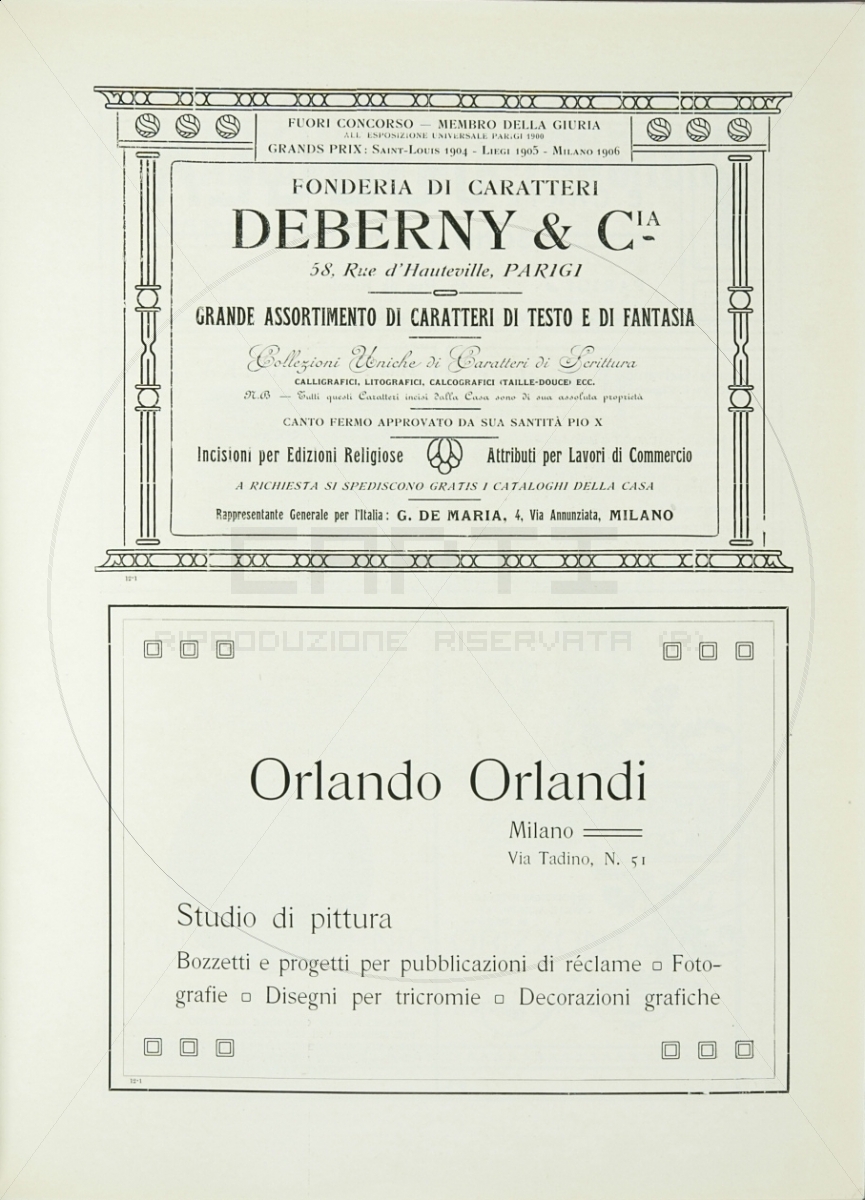 FUORI CONCORSO — MEMBRO DELLA GIURIA
ALL' ESPOSIZIONE UNIVERSALE PARIGI 1900
GRANDS PRIX: SAINT-LOUIS 1904 - LIEGI 1905 - MILANO 1906
FONDERIA DI CARATTERI
DEBERNY & CIA
58, Rue d'Hauteville, PARIGI
GRANDE ASSORTIMENTO DI CARATTERI DI TESTO E DI FANTASIA
Collezioni Uniche di Caratteri di Scrittura
CALLIGRAFICI, LITOGRAFICI, CALCOGRAFICI (TAILLE-DOUCE) ECC.
N.B — Tutti questi Caratteri incisi dalla Casa sono di sua assoluta proprietà
CANTO FERMO APPROVATO DA SUA SANTITÀ PIO X
Incisioni per Edizioni Religiose Attributi per Lavori di Commercio
A RICHIESTA SI SPEDISCONO GRATIS I CATALOGHI DELLA CASA
Rappresentante Generale per l'Italia: G. DE MARIA, 4, Via Annunziata, MILANO
CAPTI
12-1
RIPRODUZIONE RISERVATA (R)
Orlando Orlandi
Milano
Via Tadino, N. 51
Studio di pittura
Bozzetti e progetti per pubblicazioni di réclame ▫ Foto-
grafie ▫ Disegni per tricromie ▫ Decorazioni grafiche
12-1